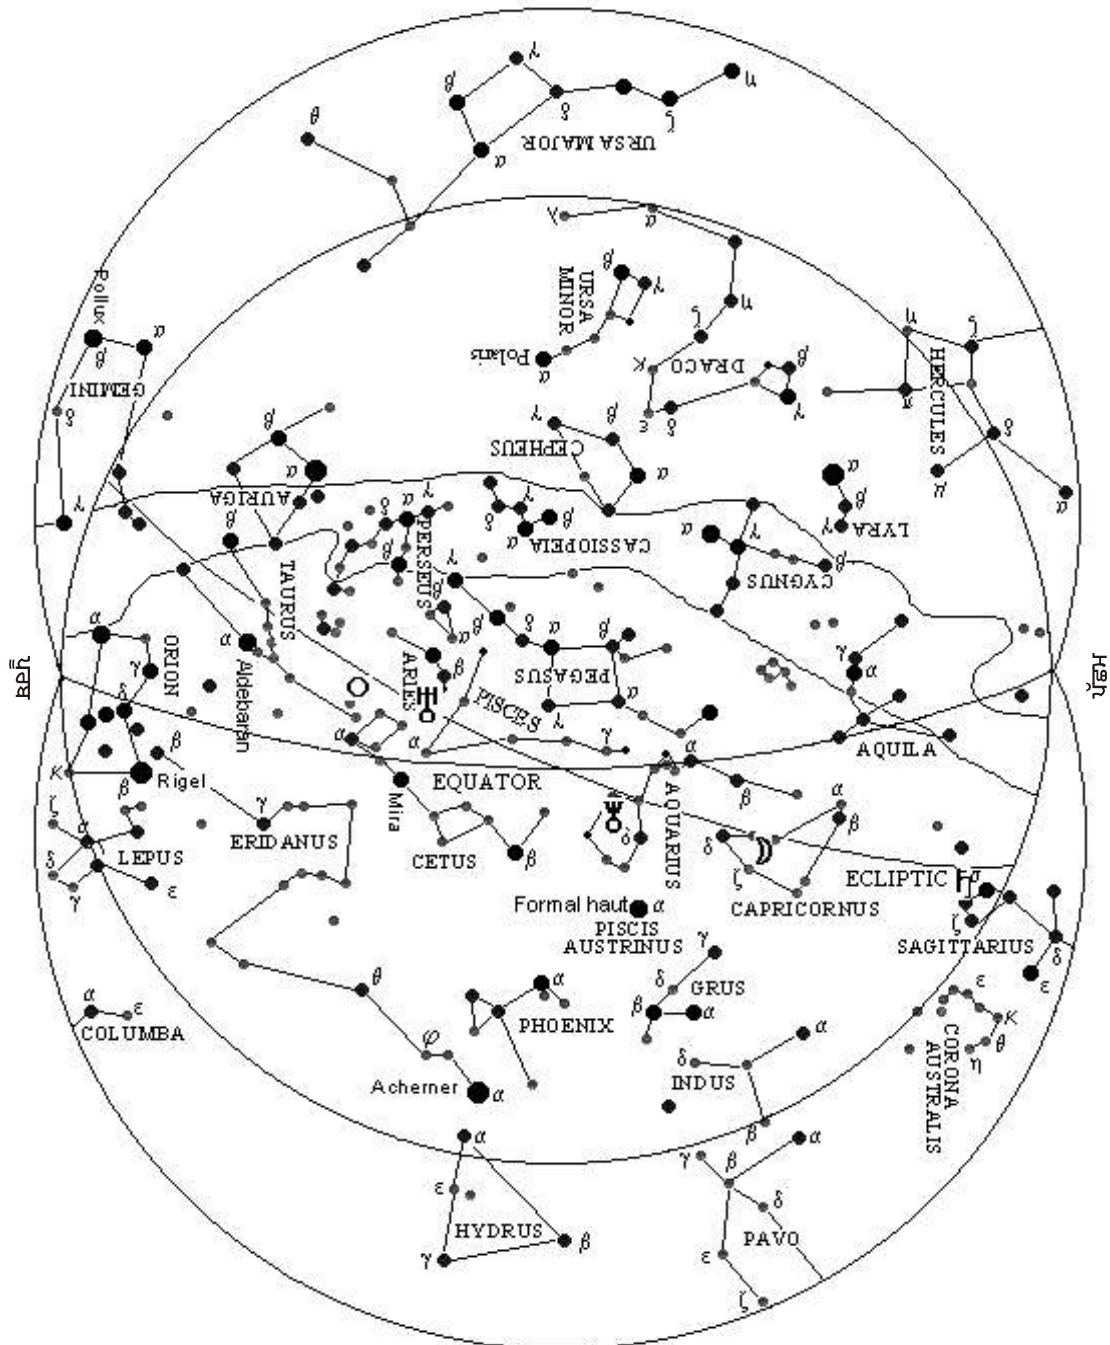 γ
η
β
δ
ζ
θ
URSA MAJOR
α
λ
α
Pollux
β
URSA
MINOR
γ
η
η
ζ
α
ζ
HERCULES
β
Polaris
α
κ
DRACO
β
GEMINI
π
δ
ε
δ
γ
γ
β
δ
β
CEPHEUS
α
α
α
μ
AURIGA
β
γ
γ
α
γ
β
α
β
δ
PERSEUS
α
β
CASSIOPEIA
α
γ
γ
LYRA
β
γ
β
CYGNUS
TAURUS
α
β
δ
α
β
ORION
α
α
γ
Aldebaran
ARIES
β
PEGASUS
γ
α
δ
PISCES
α
γ
α
α
γ
AQUILA
κ
β
β
Rigel
Mira
EQUATOR
α
β
α
ζ
γ
AQUARIUS
β
α
LEPUS
ERIDANUS
CETUS
β
δ
δ
δ
γ
ε
ζ
ECLIPTIC
σ
CAPRICORNUS
Formal haut
α
PISCIS
AUSTRINUS
ζ
SAGITTARIUS
γ
δ
θ
δ
GRUS
ε
α
ε
α
β
α
ε
COLUMBA
PHOENIX
κ
α
θ
φ
δ
INDUS
η
CORONA
AUSTRALIS
Acherner
α
α
β
α
γ
β
ε
δ
HYDRUS
β
PAVO
γ
ε
ζ